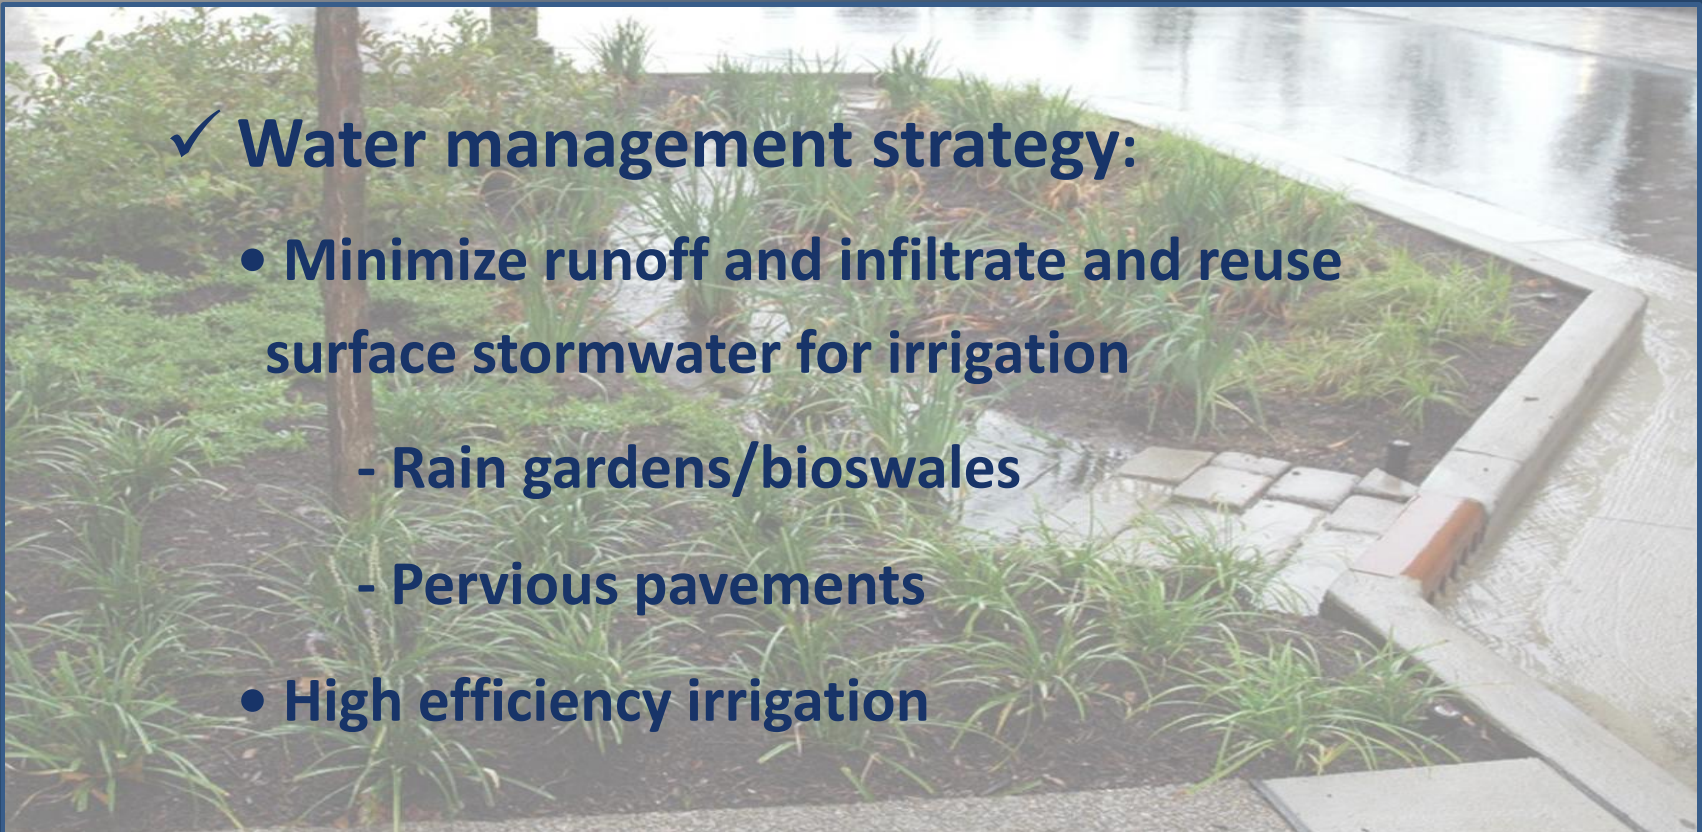 ✓ Water management strategy:
• Minimize runoff and infiltrate and reuse
surface stormwater for irrigation
- Rain gardens/bioswales
- Pervious pavements
• High efficiency irrigation